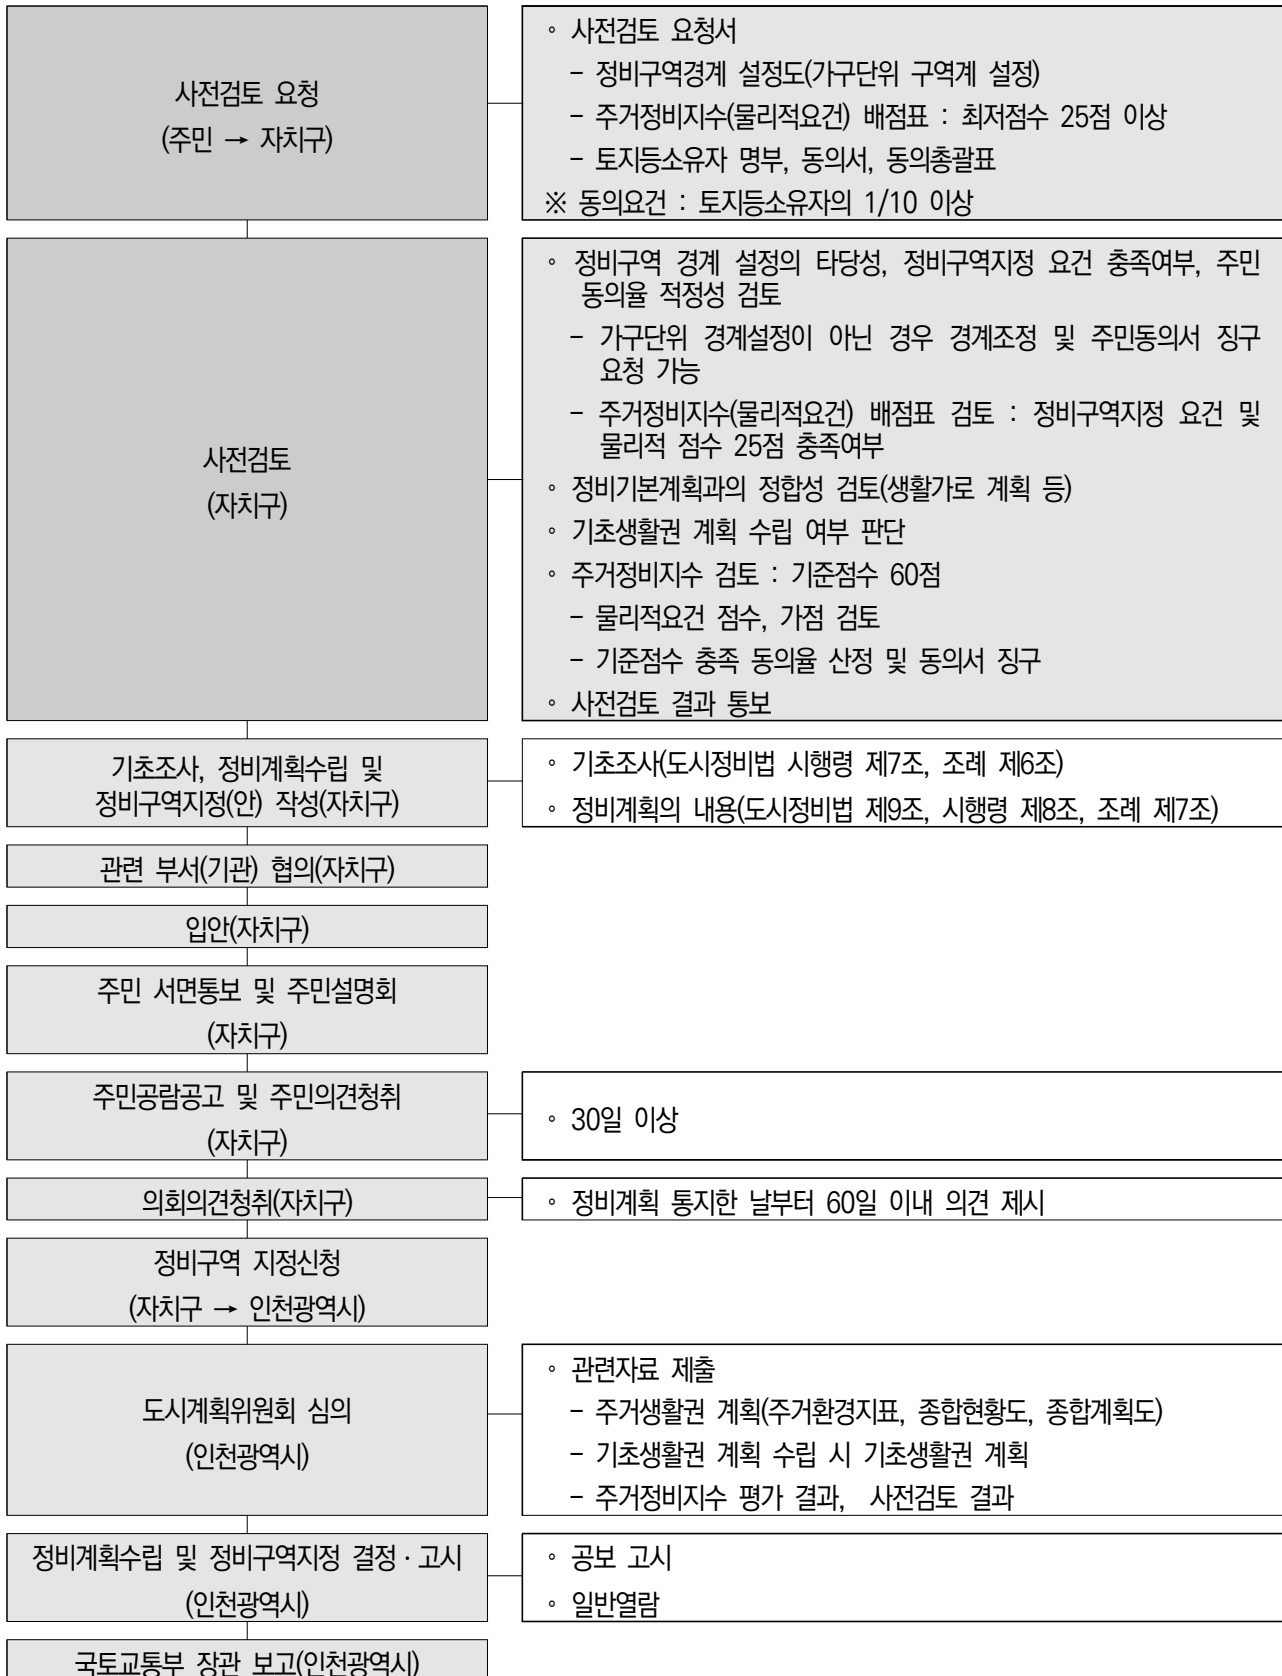 사전검토 요청
(주민 → 자치구)
◦ 사전검토 요청서
- 정비구역경계 설정도(가구단위 구역계 설정)
- 주거정비지수(물리적요건) 배점표 : 최저점수 25점 이상
- 토지등소유자 명부, 동의서, 동의총괄표
※ 동의요건 : 토지등소유자의 1/10 이상
사전검토
(자치구)
◦ 정비구역 경계 설정의 타당성, 정비구역지정 요건 충족여부, 주민
동의율 적정성 검토
- 가구단위 경계설정이 아닌 경우 경계조정 및 주민동의서 징구
요청 가능
- 주거정비지수(물리적요건) 배점표 검토 : 정비구역지정 요건 및
물리적 점수 25점 충족여부
◦ 정비기본계획과의 정합성 검토(생활가로 계획 등)
◦ 기초생활권 계획 수립 여부 판단
◦ 주거정비지수 검토 : 기준점수 60점
- 물리적요건 점수, 가점 검토
- 기준점수 충족 동의율 산정 및 동의서 징구
◦ 사전검토 결과 통보
기초조사, 정비계획수립 및
정비구역지정(안) 작성(자치구)
◦ 기초조사(도시정비법 시행령 제7조, 조례 제6조)
◦ 정비계획의 내용(도시정비법 제9조, 시행령 제8조, 조례 제7조)
관련 부서(기관) 협의(자치구)
입안(자치구)
주민 서면통보 및 주민설명회
(자치구)
주민공람공고 및 주민의견청취
(자치구)
◦ 30일 이상
의회의견청취(자치구)
◦ 정비계획 통지한 날부터 60일 이내 의견 제시
정비구역 지정신청
(자치구 → 인천광역시)
도시계획위원회 심의
(인천광역시)
◦ 관련자료 제출
- 주거생활권 계획(주거환경지표, 종합현황도, 종합계획도)
- 기초생활권 계획 수립 시 기초생활권 계획
- 주거정비지수 평가 결과, 사전검토 결과
정비계획수립 및 정비구역지정 결정 · 고시
(인천광역시)
◦ 공보 고시
◦ 일반열람
국토교통부 장관 보고(인천광역시)